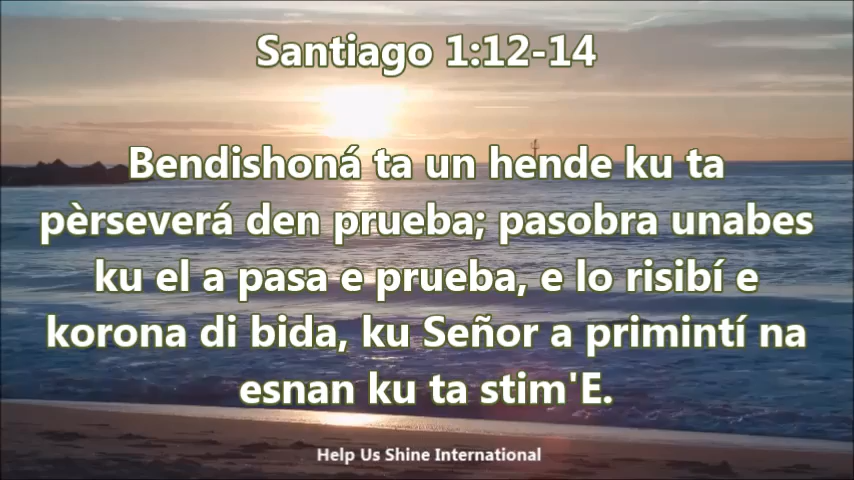 Santiago 1:12-14
Bendishoná ta un hende ku ta
pèrseverá den prueba; pasobra unabes
ku el a pasa e prueba, e lo risibí e
korona di bida, ku Señor a primintí na
esnan ku ta stim'E.
Help Us Shine International